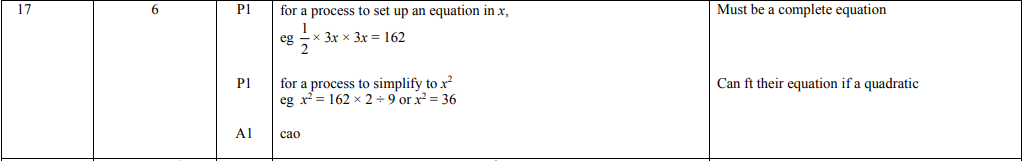 17 6 P1 for a process to set up an equation in x, Must be a complete equation
eg 1/2 × 3x × 3x = 162
P1 for a process to simplify to x² Can ft their equation if a quadratic
eg x² = 162 × 2 ÷ 9 or x² = 36
A1 cao